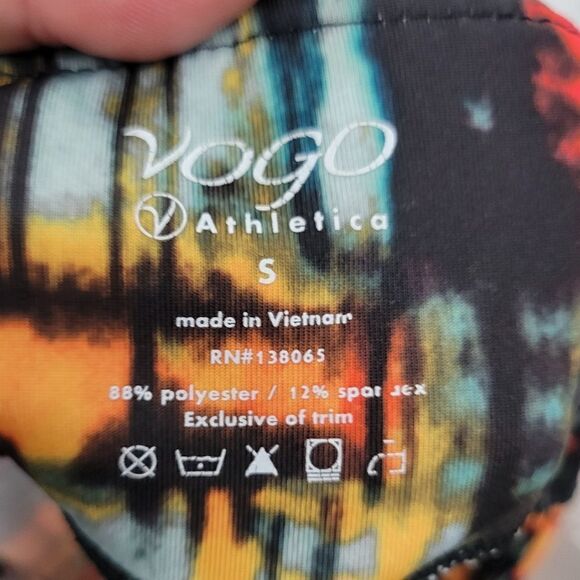 VOGO
Athletica
S
made in Vietnam
RN#138065
88% polyester / 12% spandex
Exclusive of trim